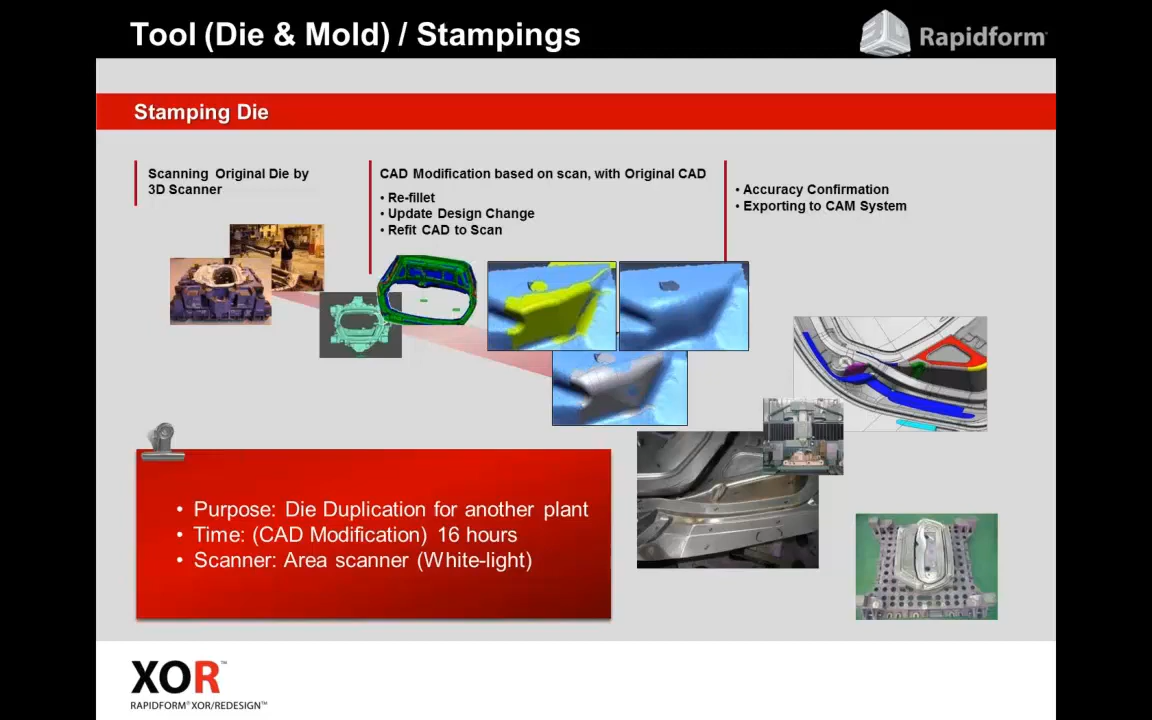 Tool (Die & Mold) / Stampings
Rapidform
Stamping Die
Scanning Original Die by
3D Scanner
CAD Modification based on scan, with Original CAD
• Re-fillet
• Update Design Change
• Refit CAD to Scan
• Accuracy Confirmation
• Exporting to CAM System
• Purpose: Die Duplication for another plant
• Time: (CAD Modification) 16 hours
• Scanner: Area scanner (White-light)
XOR™
RAPIDFORM® XOR/REDESIGN™